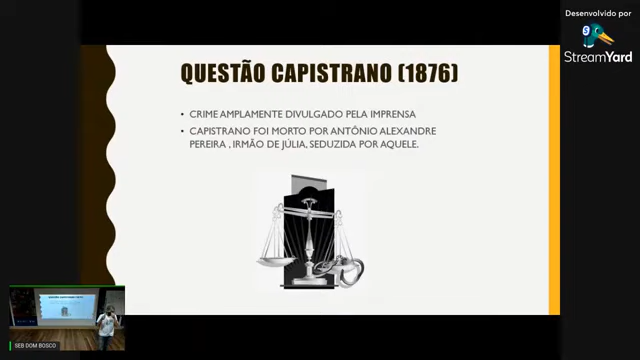 Desenvolvido por
StreamYard
QUESTÃO CAPISTRANO (1876)
• CRIME AMPLAMENTE DIVULGADO PELA IMPRENSA
• CAPISTRANO FOI MORTO POR ANTÔNIO ALEXANDRE
PEREIRA , IRMÃO DE JÚLIA, SEDUZIDA POR AQUELE.
SEB DOM BOSCO